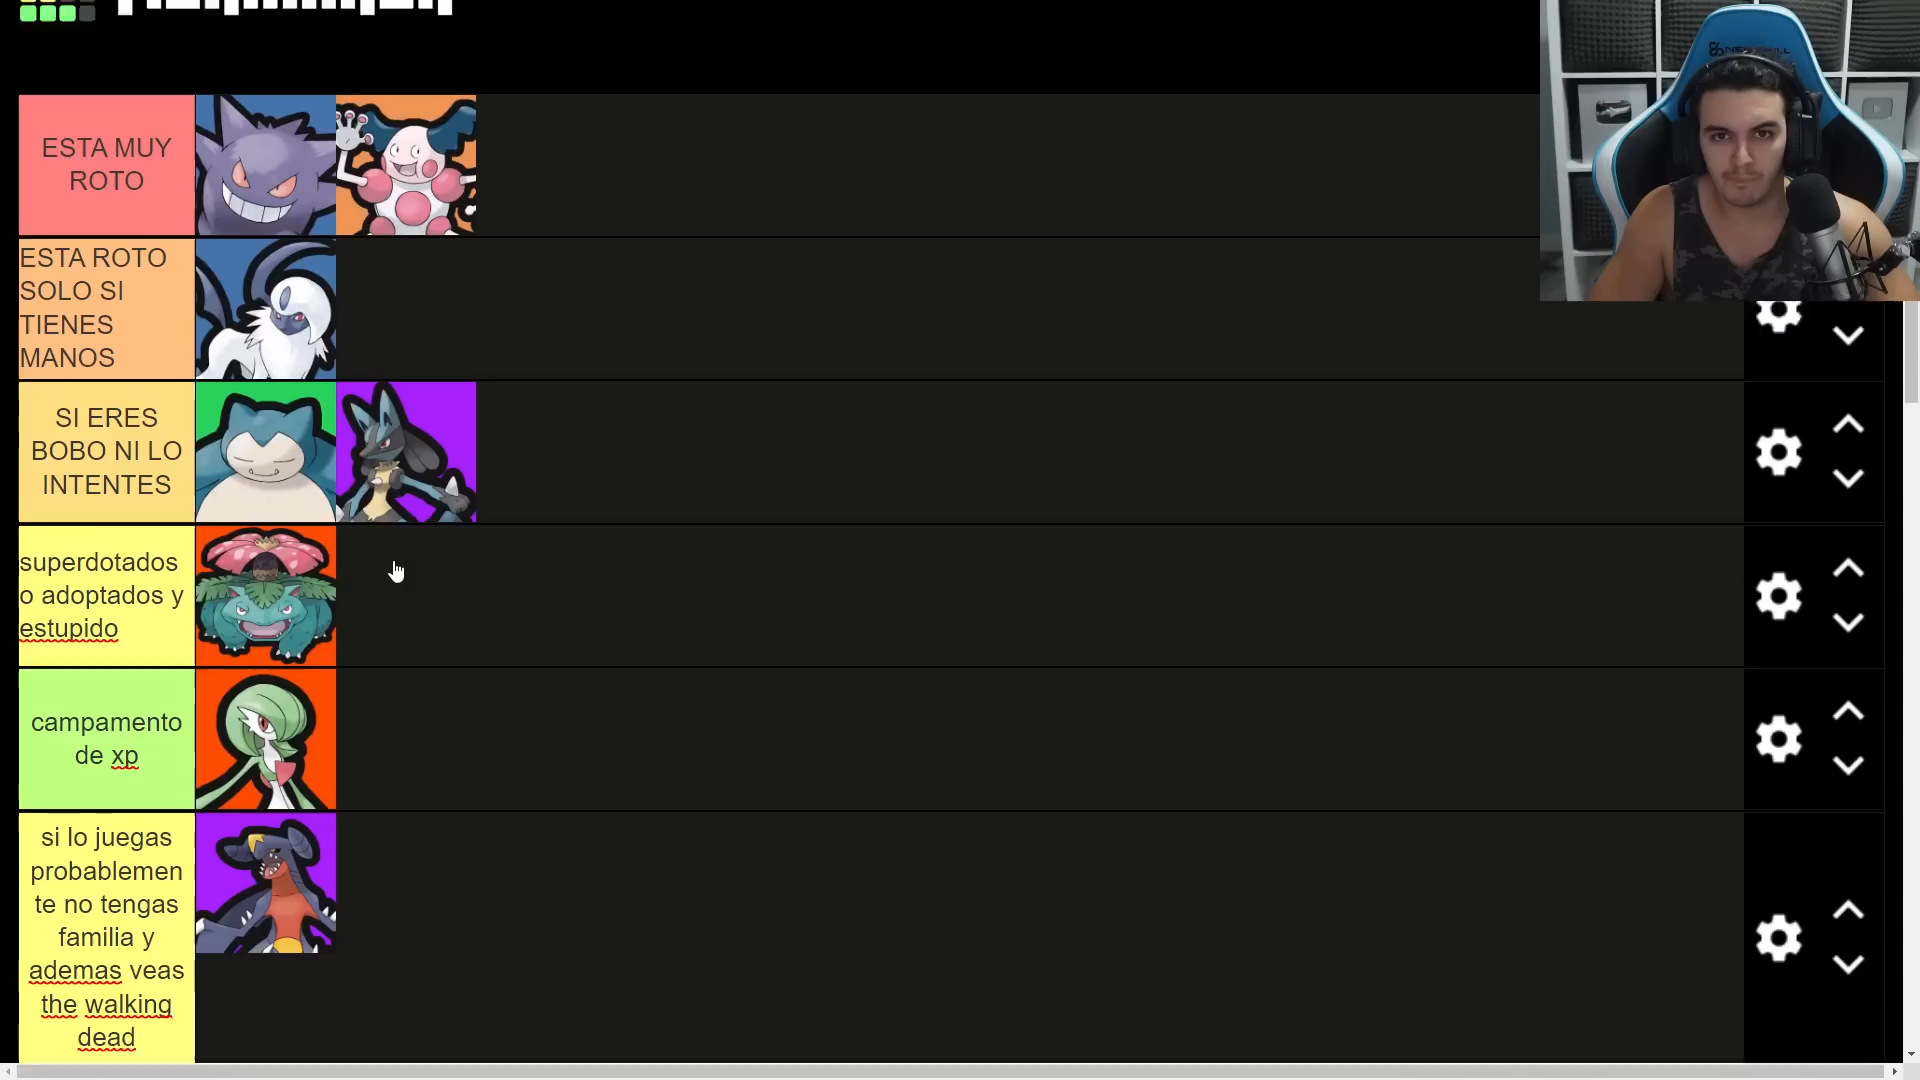 ESTA MUY
ROTO
ESTA ROTO
SOLO SI
TIENES
MANOS
SI ERES
BOBO NI LO
INTENTES
superdotados
o adoptados y
estupido
campamento
de xp
si lo juegas
probablemen
te no tengas
familia y
ademas veas
the walking
dead